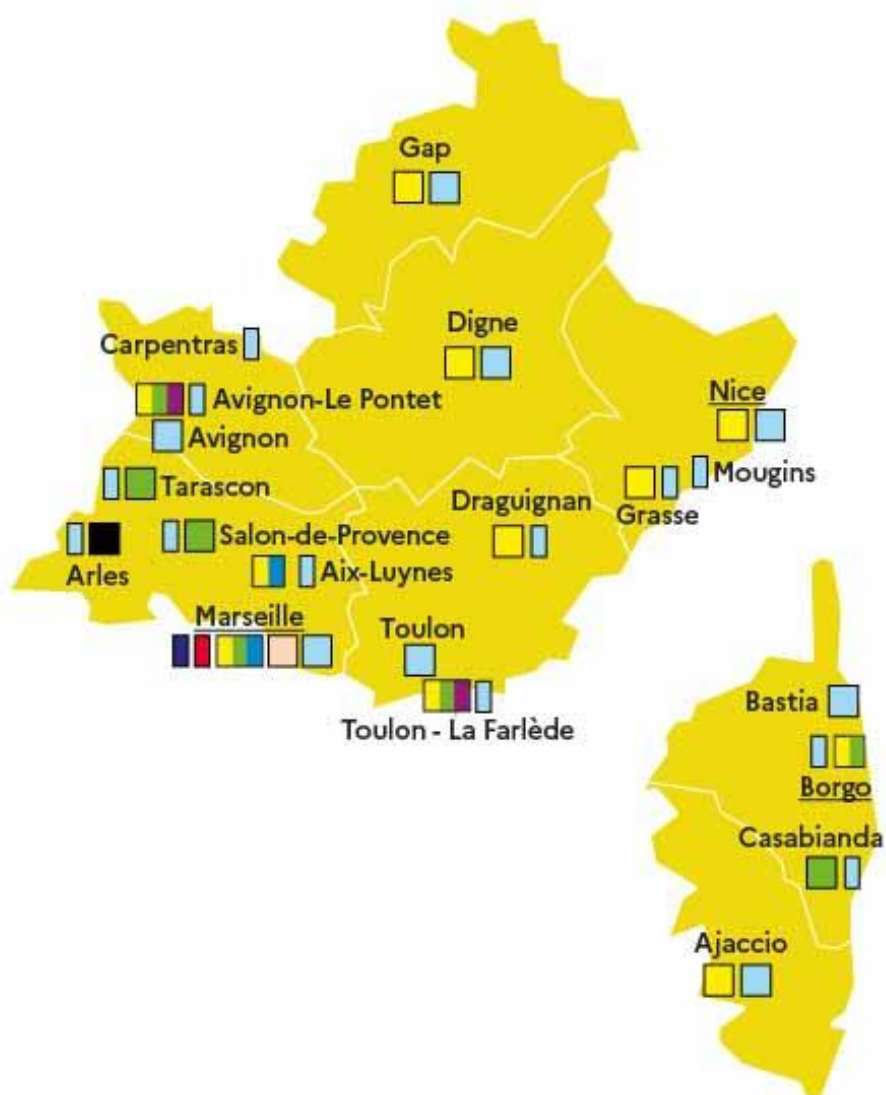 Gap
Digne
Carpentras
Avignon-Le Pontet
Avignon
Nice
Mougins
Tarascon
Draguignan
Grasse
Salon-de-Provence
Arles
Aix-Luynes
Marseille
Toulon
Toulon - La Farlède
Bastia
Borgo
Casabianda
Ajaccio